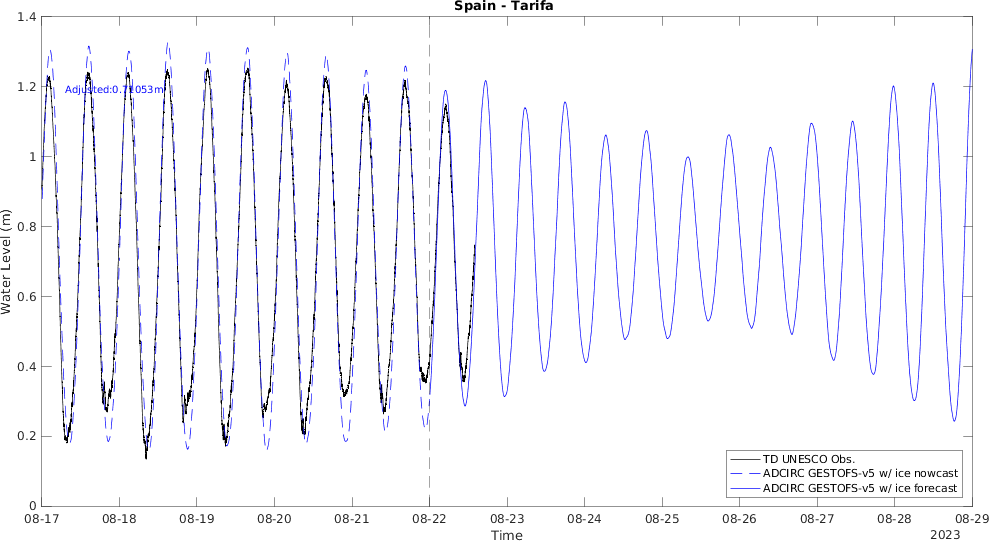 Spain - Tarifa
1.4
1.2
1
0.8
0.6
0.4
0.2
0
Water Level (m)
08-17 08-18 08-19 08-20 08-21 08-22 08-23 08-24 08-25 08-26 08-27 08-28 08-29
Time
2023
TD UNESCO Obs.
ADCIRC GESTOFS-v5 w/ ice nowcast
ADCIRC GESTOFS-v5 w/ ice forecast